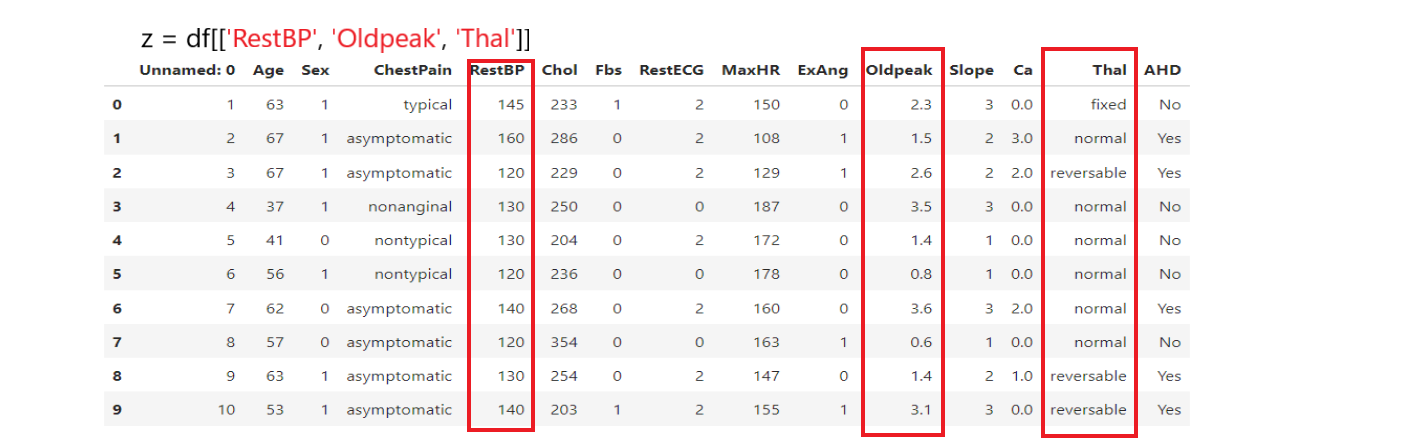 z = df[['RestBP', 'Oldpeak', 'Thal']]
Unnamed: 0 Age Sex ChestPain RestBP Chol Fbs RestECG MaxHR ExAng Oldpeak Slope Ca Thal AHD
0 1 63 1 typical 145 233 1 2 150 0 2.3 3 0.0 fixed No
1 2 67 1 asymptomatic 160 286 0 2 108 1 1.5 2 3.0 normal Yes
2 3 67 1 asymptomatic 120 229 0 2 129 1 2.6 2 2.0 reversable Yes
3 4 37 1 nonanginal 130 250 0 0 187 0 3.5 3 0.0 normal No
4 5 41 0 nontypical 130 204 0 2 172 0 1.4 1 0.0 normal No
5 6 56 1 nontypical 120 236 0 0 178 0 0.8 1 0.0 normal No
6 7 62 0 asymptomatic 140 268 0 2 160 0 3.6 3 2.0 normal Yes
7 8 57 0 asymptomatic 120 354 0 0 163 1 0.6 1 0.0 normal No
8 9 63 1 asymptomatic 130 254 0 2 147 0 1.4 2 1.0 reversable Yes
9 10 53 1 asymptomatic 140 203 1 2 155 1 3.1 3 0.0 reversable Yes